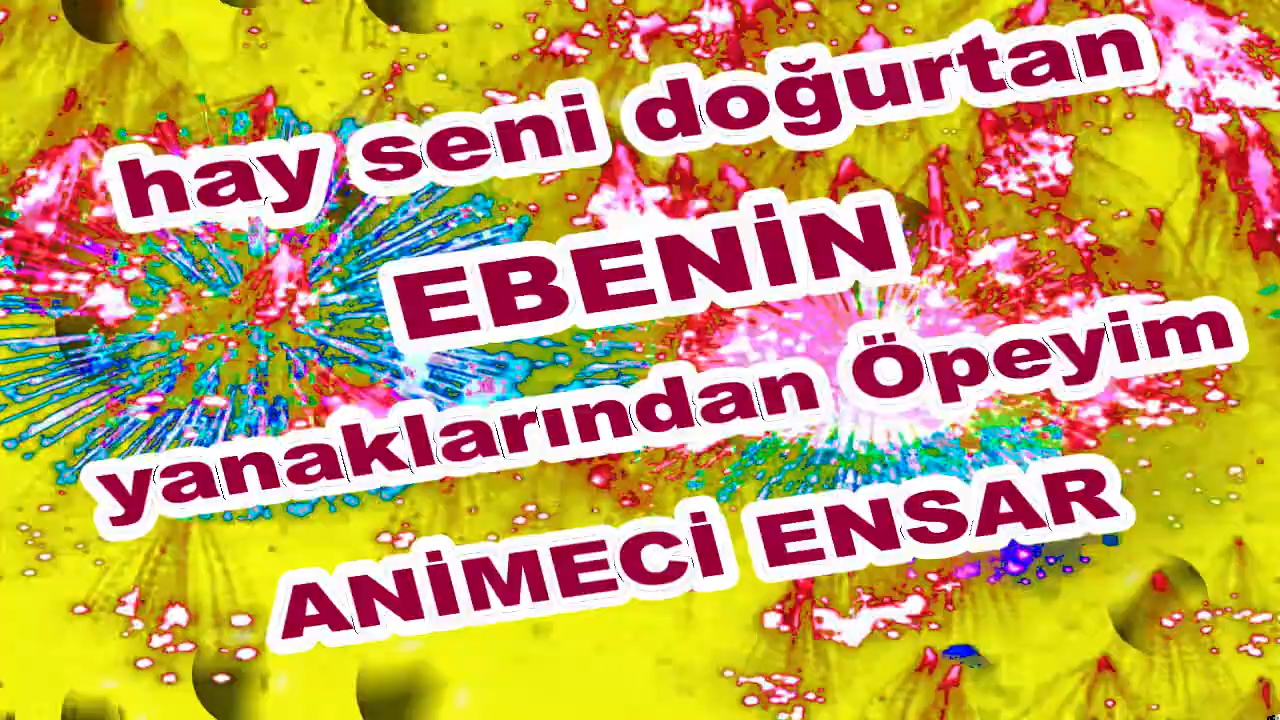 hay seni doğurtan
EBENİN
yanaklarından Öpeyim
ANİMECİ ENSAR